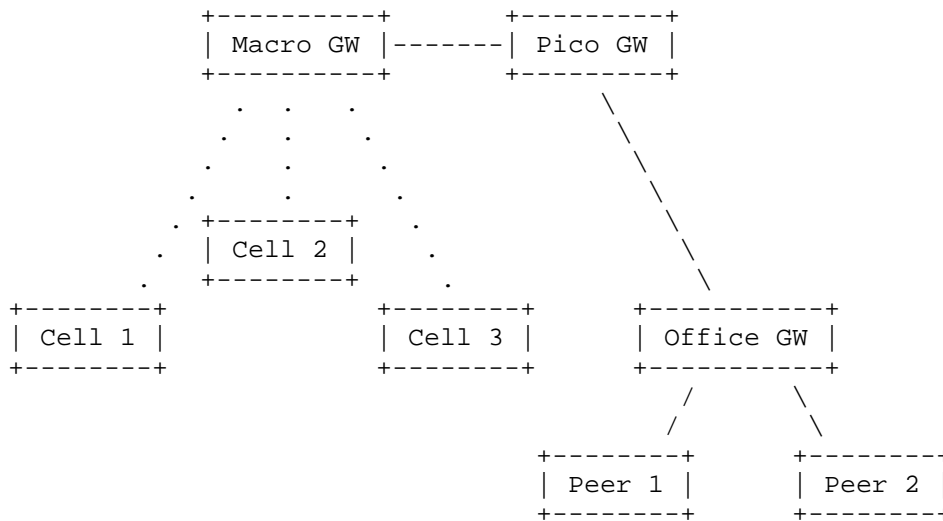 Macro GW Pico GW
Cell 2
Cell 1 Cell 3 Office GW
Peer 1 Peer 2